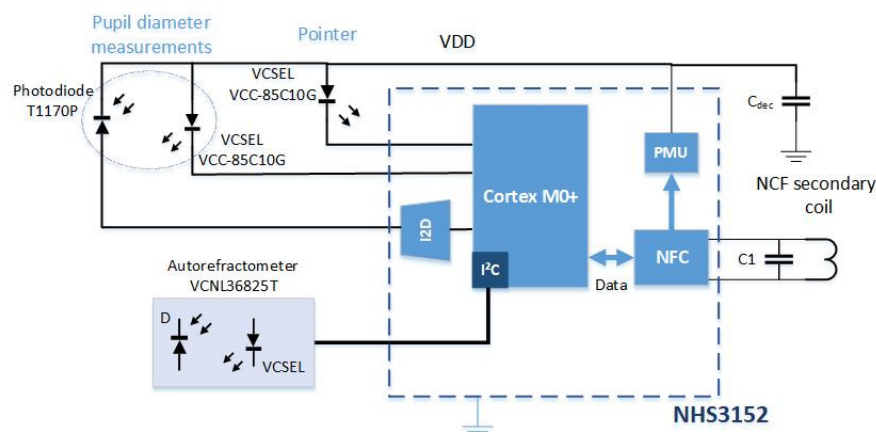 Pupil diameter
measurements
Pointer
VDD
Photodiode
T1170P
VCSEL
VCC-85C10G
VCSEL
VCC-85C10G
C dec
PMU
Cortex M0+
NCF secondary
coil
I2D
NFC
C1
I²C
Data
Autorefractometer
VCNL36825T
D
VCSEL
NHS3152